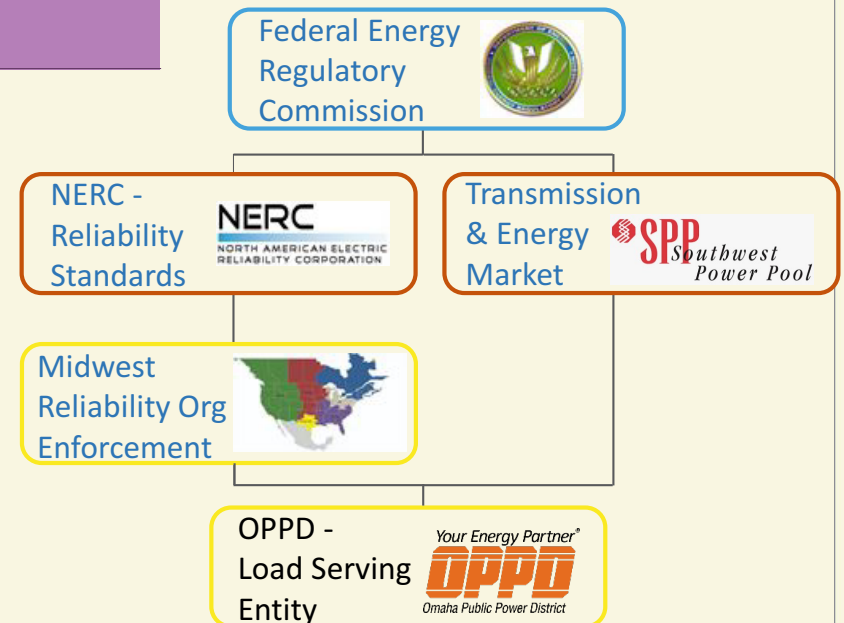 Federal Energy
Regulatory
Commission
NERC -
Reliability
Standards
NERC
NORTH AMERICAN ELECTRIC
RELIABILITY CORPORATION
Transmission
& Energy
Market
SPP Southwest
Power Pool
Midwest
Reliability Org
Enforcement
OPPD -
Load Serving
Entity
Your Energy Partner®
OPPD
Omaha Public Power District